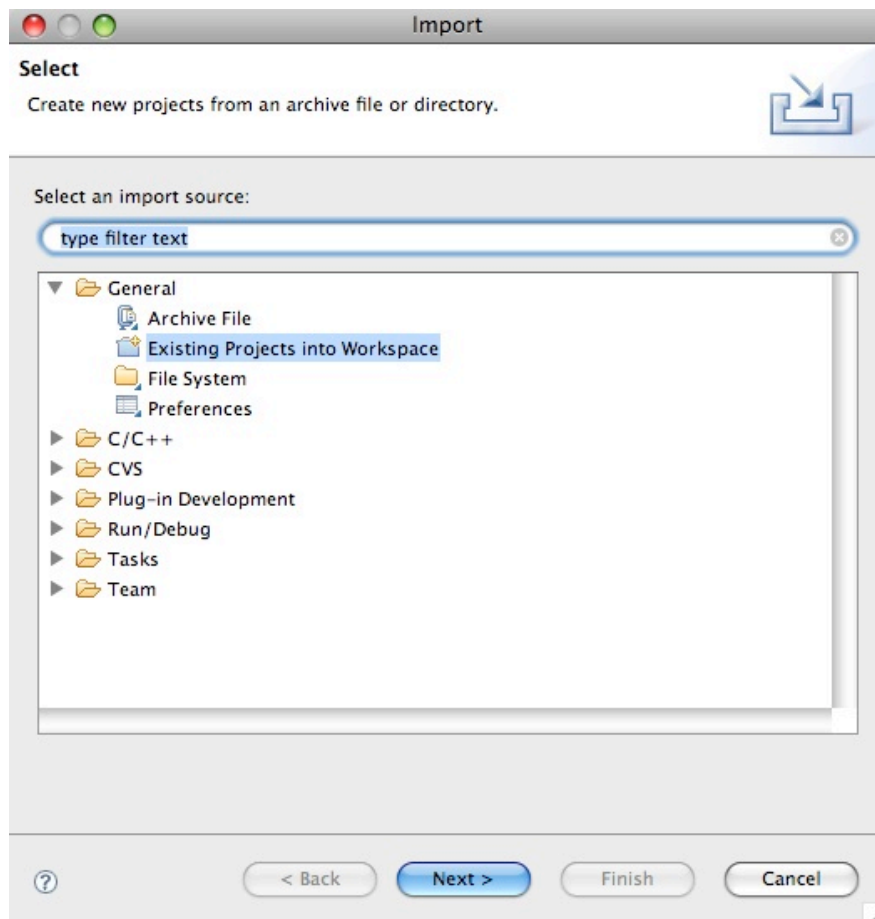 Import
Select
Create new projects from an archive file or directory.
Select an import source:
type filter text
General
Archive File
Existing Projects into Workspace
File System
Preferences
C/C++
CVS
Plug-in Development
Run/Debug
Tasks
Team
? < Back Next > Finish Cancel